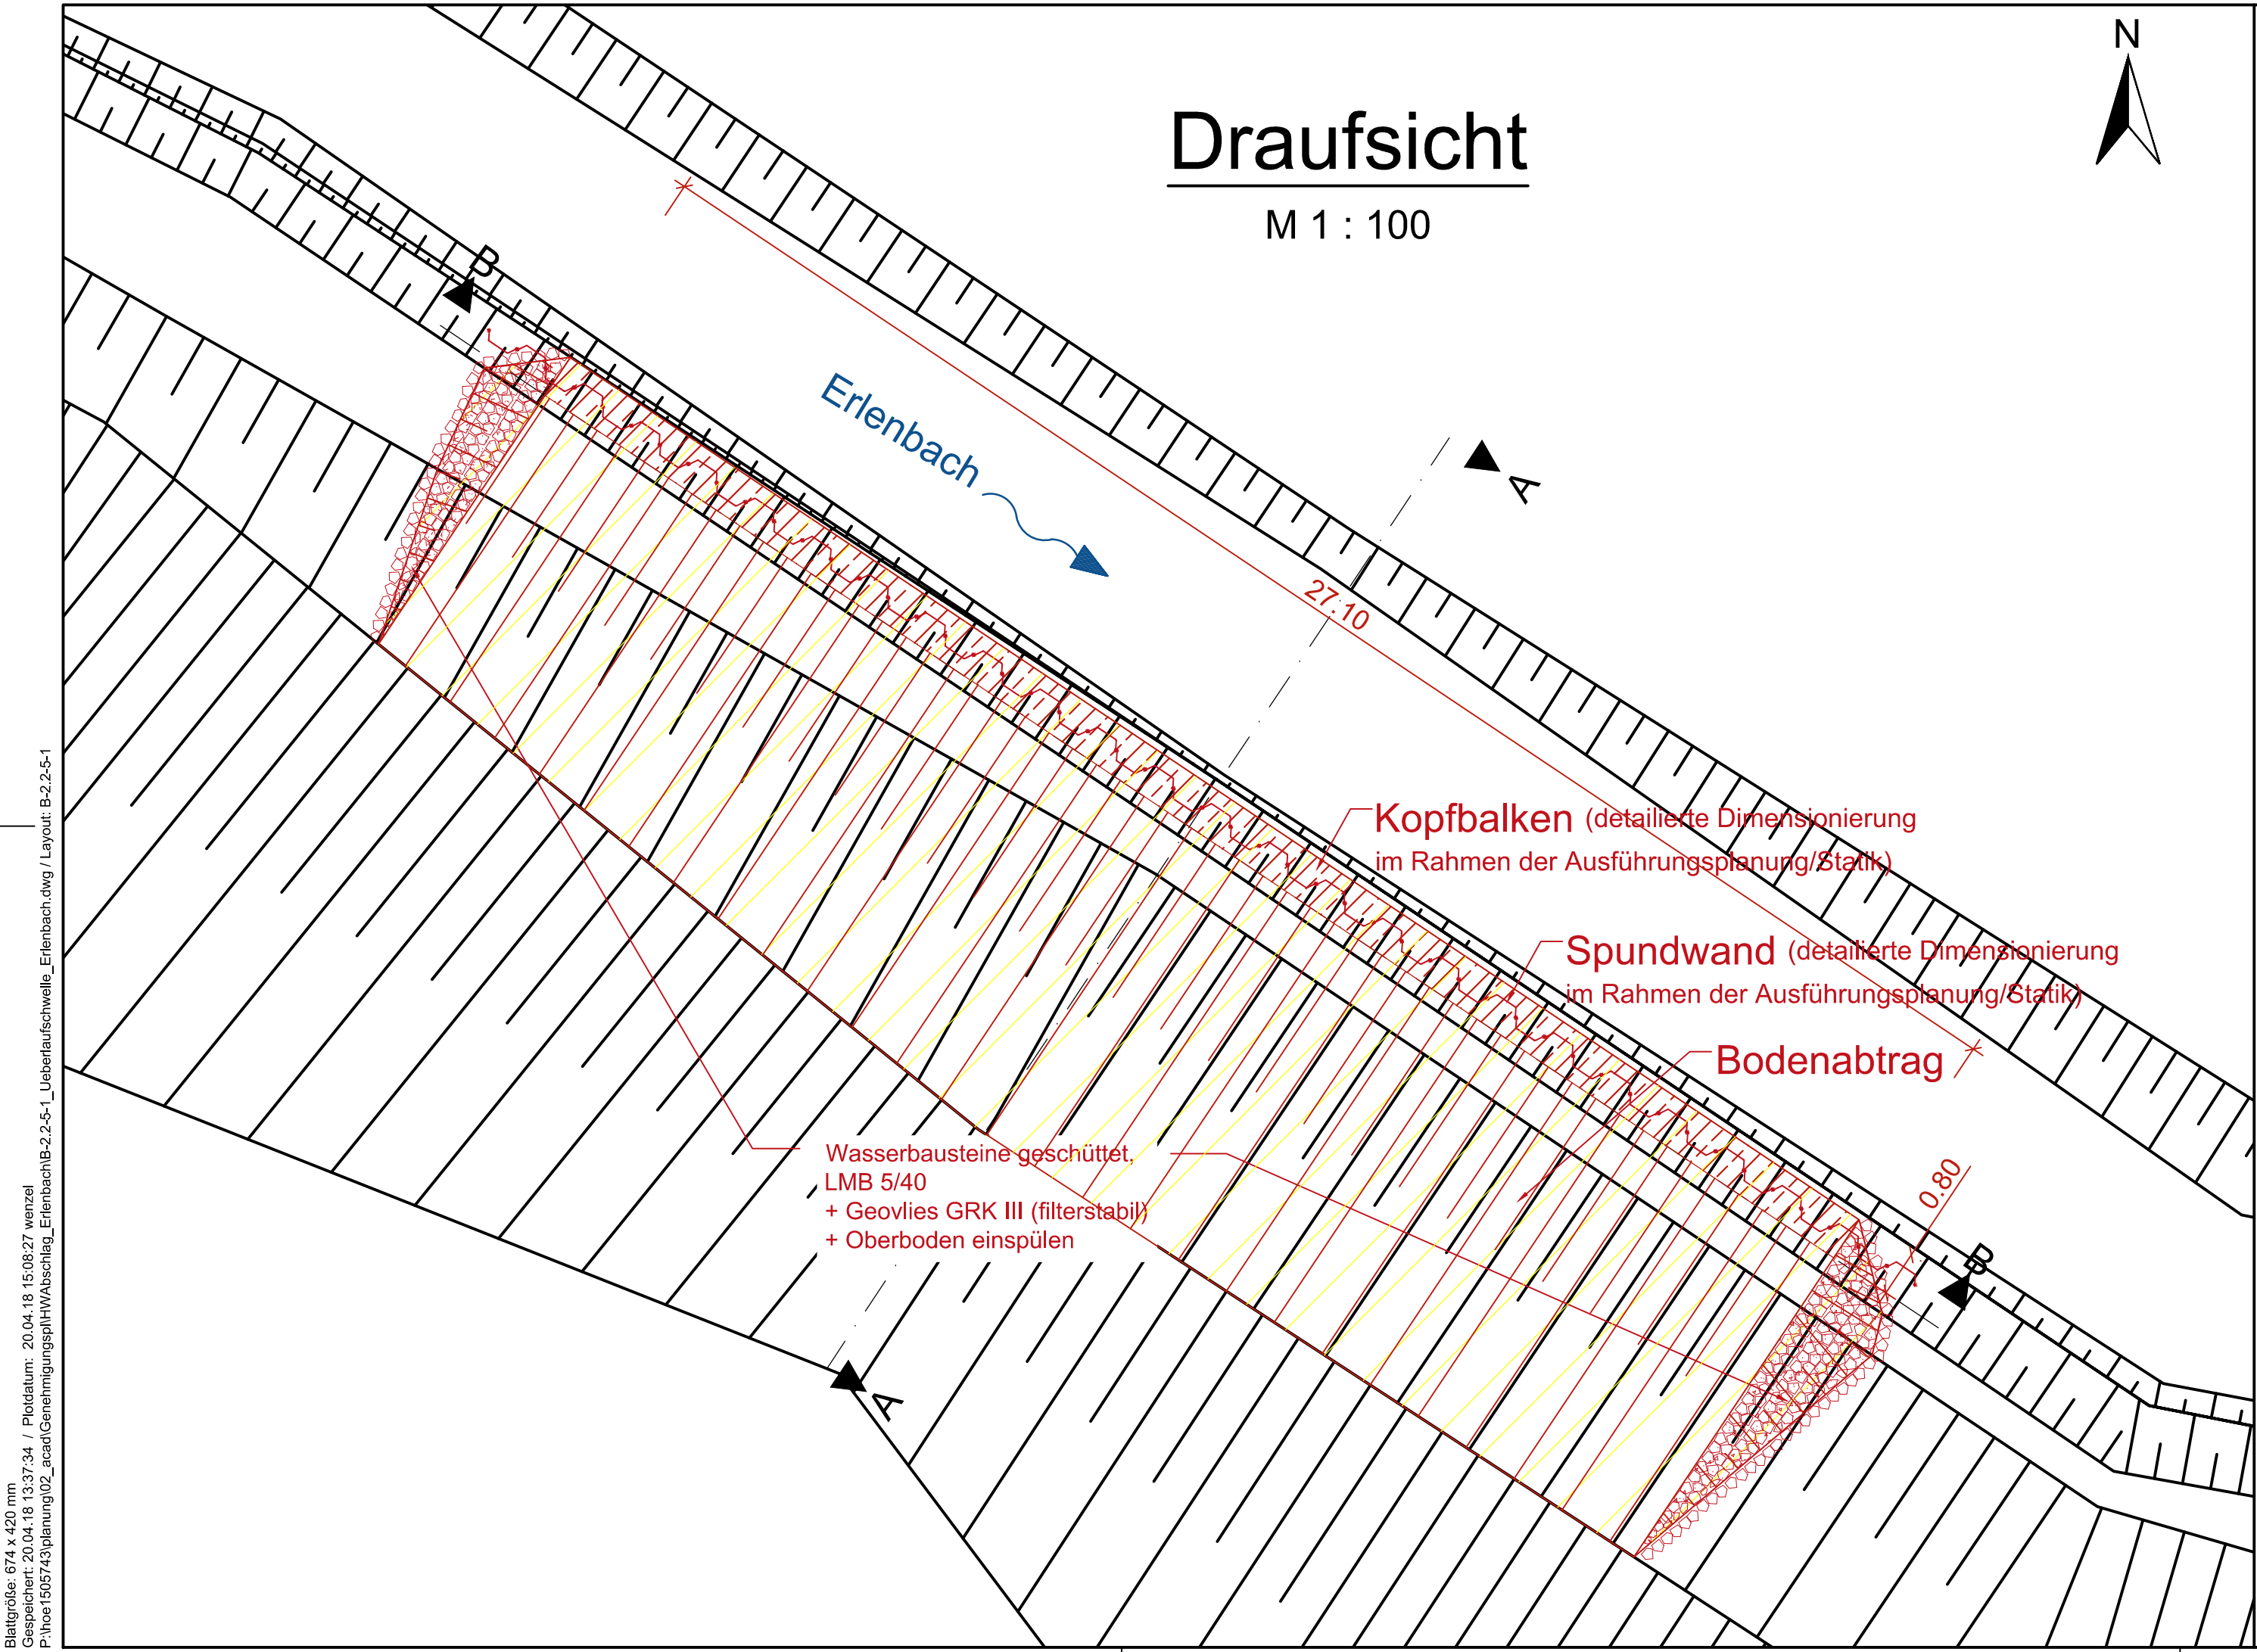 N
Draufsicht
M 1 : 100
B
A
Erlenbach
27.10
Kopfbalken (detailierte Dimensionierung
im Rahmen der Ausführungsplanung/Statik)
Spundwand (detailierte Dimensionierung
im Rahmen der Ausführungsplanung/Statik)
Bodenabtrag
Wasserbausteine geschüttet,
LMB 5/40
+ Geovlies GRK III (filterstabil)
+ Oberboden einspülen
0.80
B
A
Blattgröße: 674 x 420 mm
Gespeichert: 20.04.18 13:37:34 / Plotdatum: 20.04.18 15:08:27 wenzel
P:\hoe1505743\planung\02_acad\Genehmigungspl\HWAbschlag_Erlenbach\B-2.2-5-1_Ueberlaufschwelle_Erlenbach.dwg / Layout: B-2.2-5-1